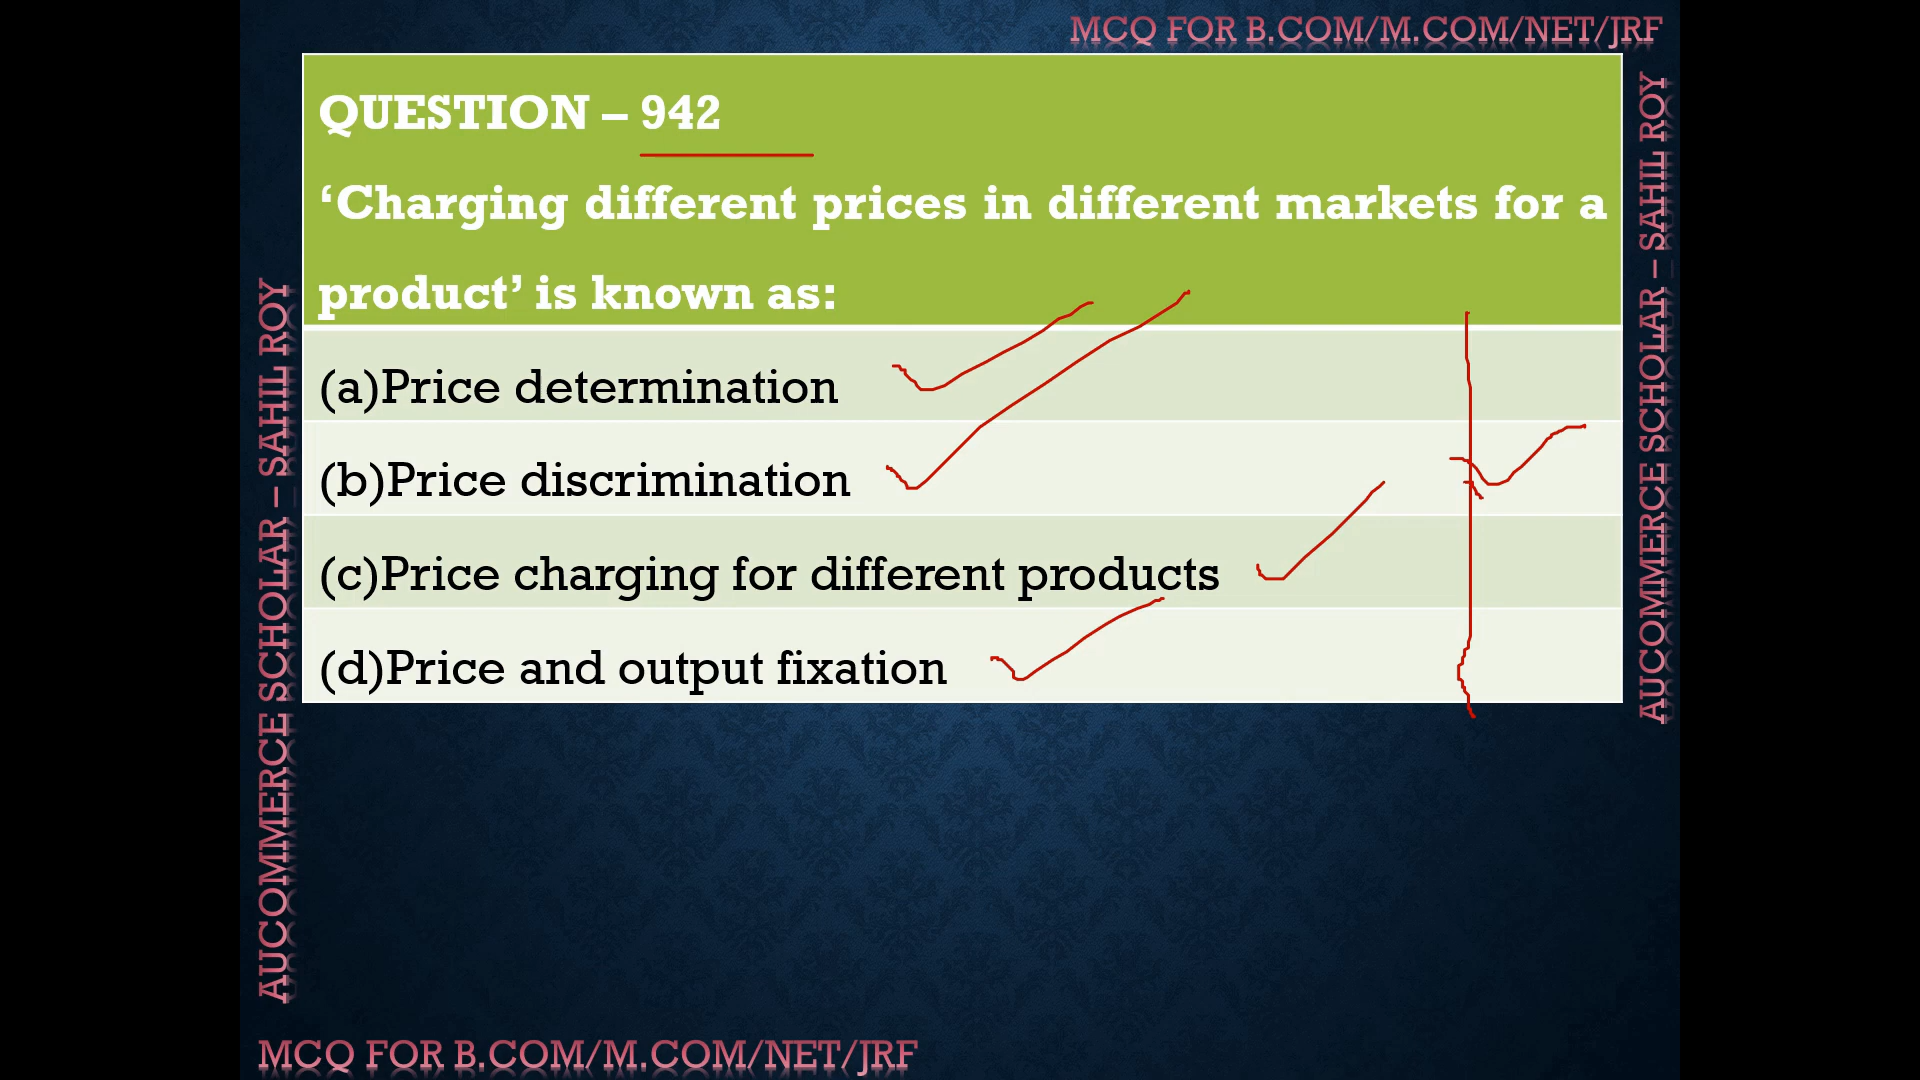 MCQ FOR B.COM/M.COM/NET/JRF
QUESTION – 942
‘Charging different prices in different markets for a
product’ is known as:
(a)Price determination
(b)Price discrimination
(c)Price charging for different products
(d)Price and output fixation
AUCOMMERCE SCHOLAR – SAHIL ROY
AUCOMMERCE SCHOLAR – SAHIL ROY
MCQ FOR B.COM/M.COM/NET/JRF